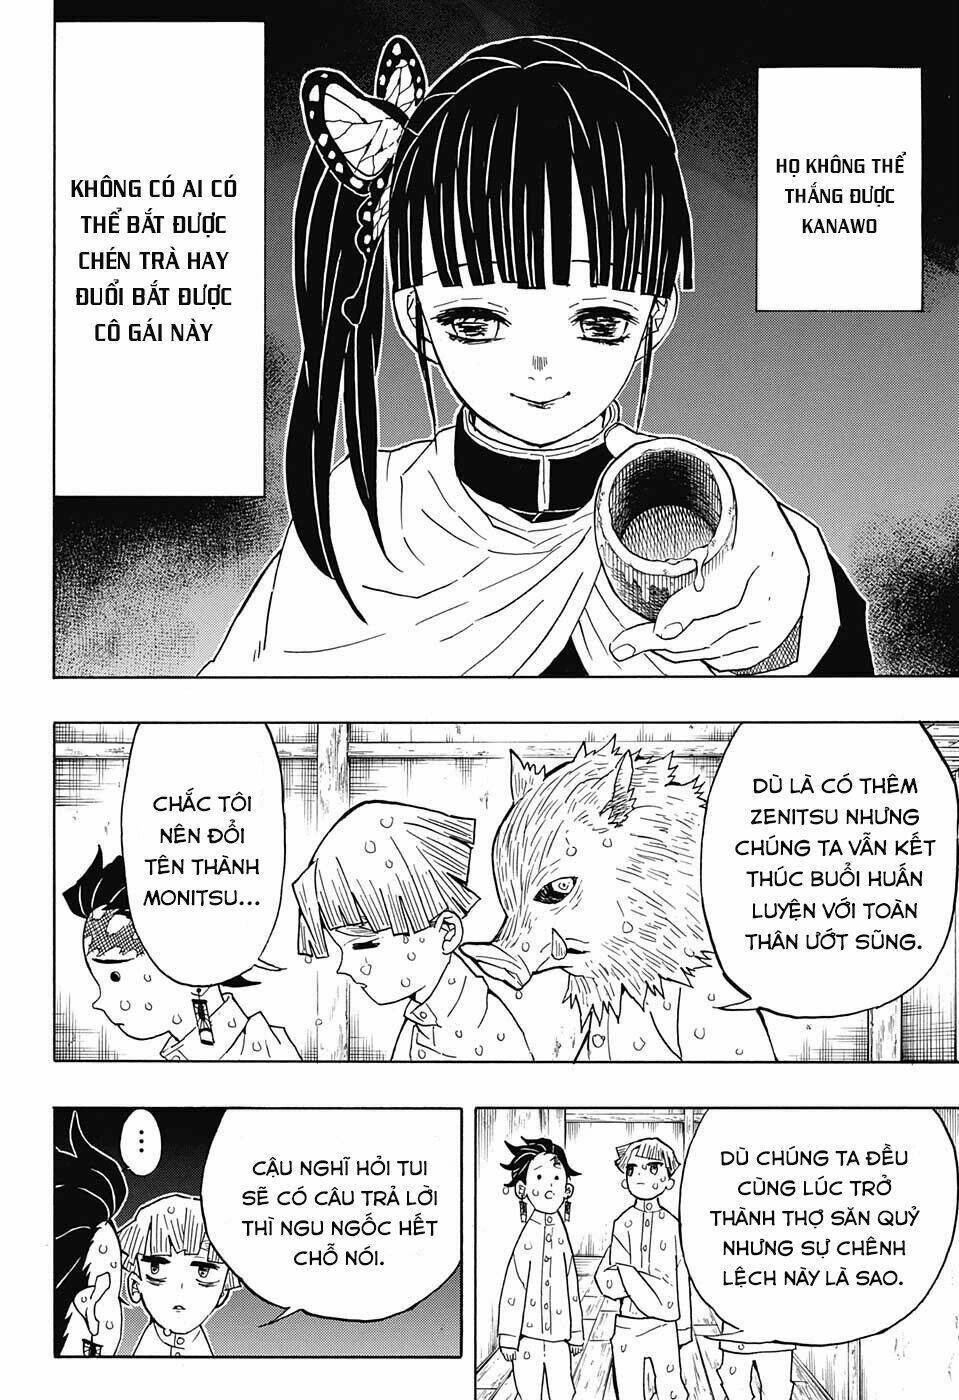 HỌ KHÔNG THỂ
THẮNG ĐƯỢC
KANAWO
KHÔNG CÓ AI CÓ
THỂ BẮT ĐƯỢC
CHÉN TRÀ HAY
ĐUỔI BẮT ĐƯỢC
CÔ GÁI NÀY
DÙ LÀ CÓ THÊM
ZENITSU NHƯNG
CHÚNG TA VẪN KẾT
THÚC BUỔI HUẤN
LUYỆN VỚI TOÀN
THÂN ƯỚT SŨNG.
CHẮC TÔI
NÊN ĐỔI
TÊN THÀNH
MONITSU...
DÙ CHÚNG TA ĐỀU
CÙNG LÚC TRỞ
THÀNH THỢ SĂN QUỶ
NHƯNG SỰ CHÊNH
LỆCH NÀY LÀ SAO.
CẬU NGHĨ HỎI TUI
SẼ CÓ CÂU TRẢ LỜI
THÌ NGU NGỐC HẾT
CHỖ NÓI.
...